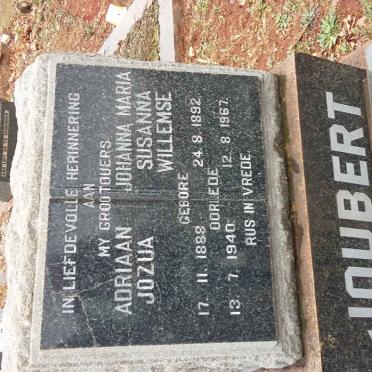 IN LIEFDEVOLLE HERINNERING
AAN
MY GROOTOUERS
ADRIAAN JOHANNA MARIA
JOZUA SUSANNA
WILLEMSE
GEBORE
17. 11. 1888 24. 8. 1892
OORLEDE
13. 7. 1940. 12. 8. 1967.
RUS IN VREDE.
JOUBERT